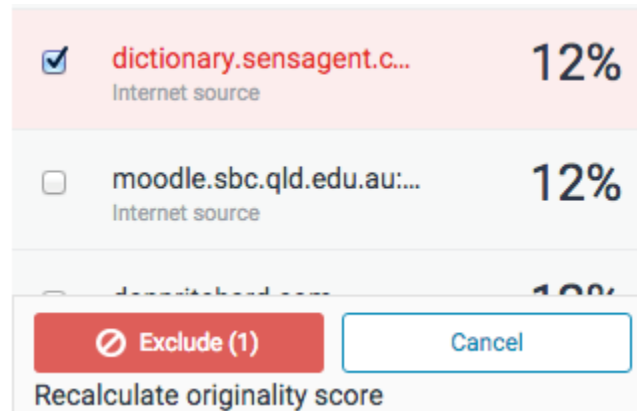 dictionary.sensagent.c...
12%
Internet source
moodle.sbc.qld.edu.au:...
12%
Internet source
Exclude (1)
Cancel
Recalculate originality score